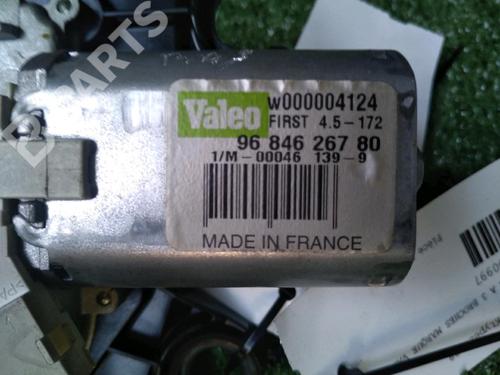 PARTS
Valeo
w000004124
FIRST 4.5-172
96 846 267 80
1/M-00046 139-9
MADE IN FRANCE